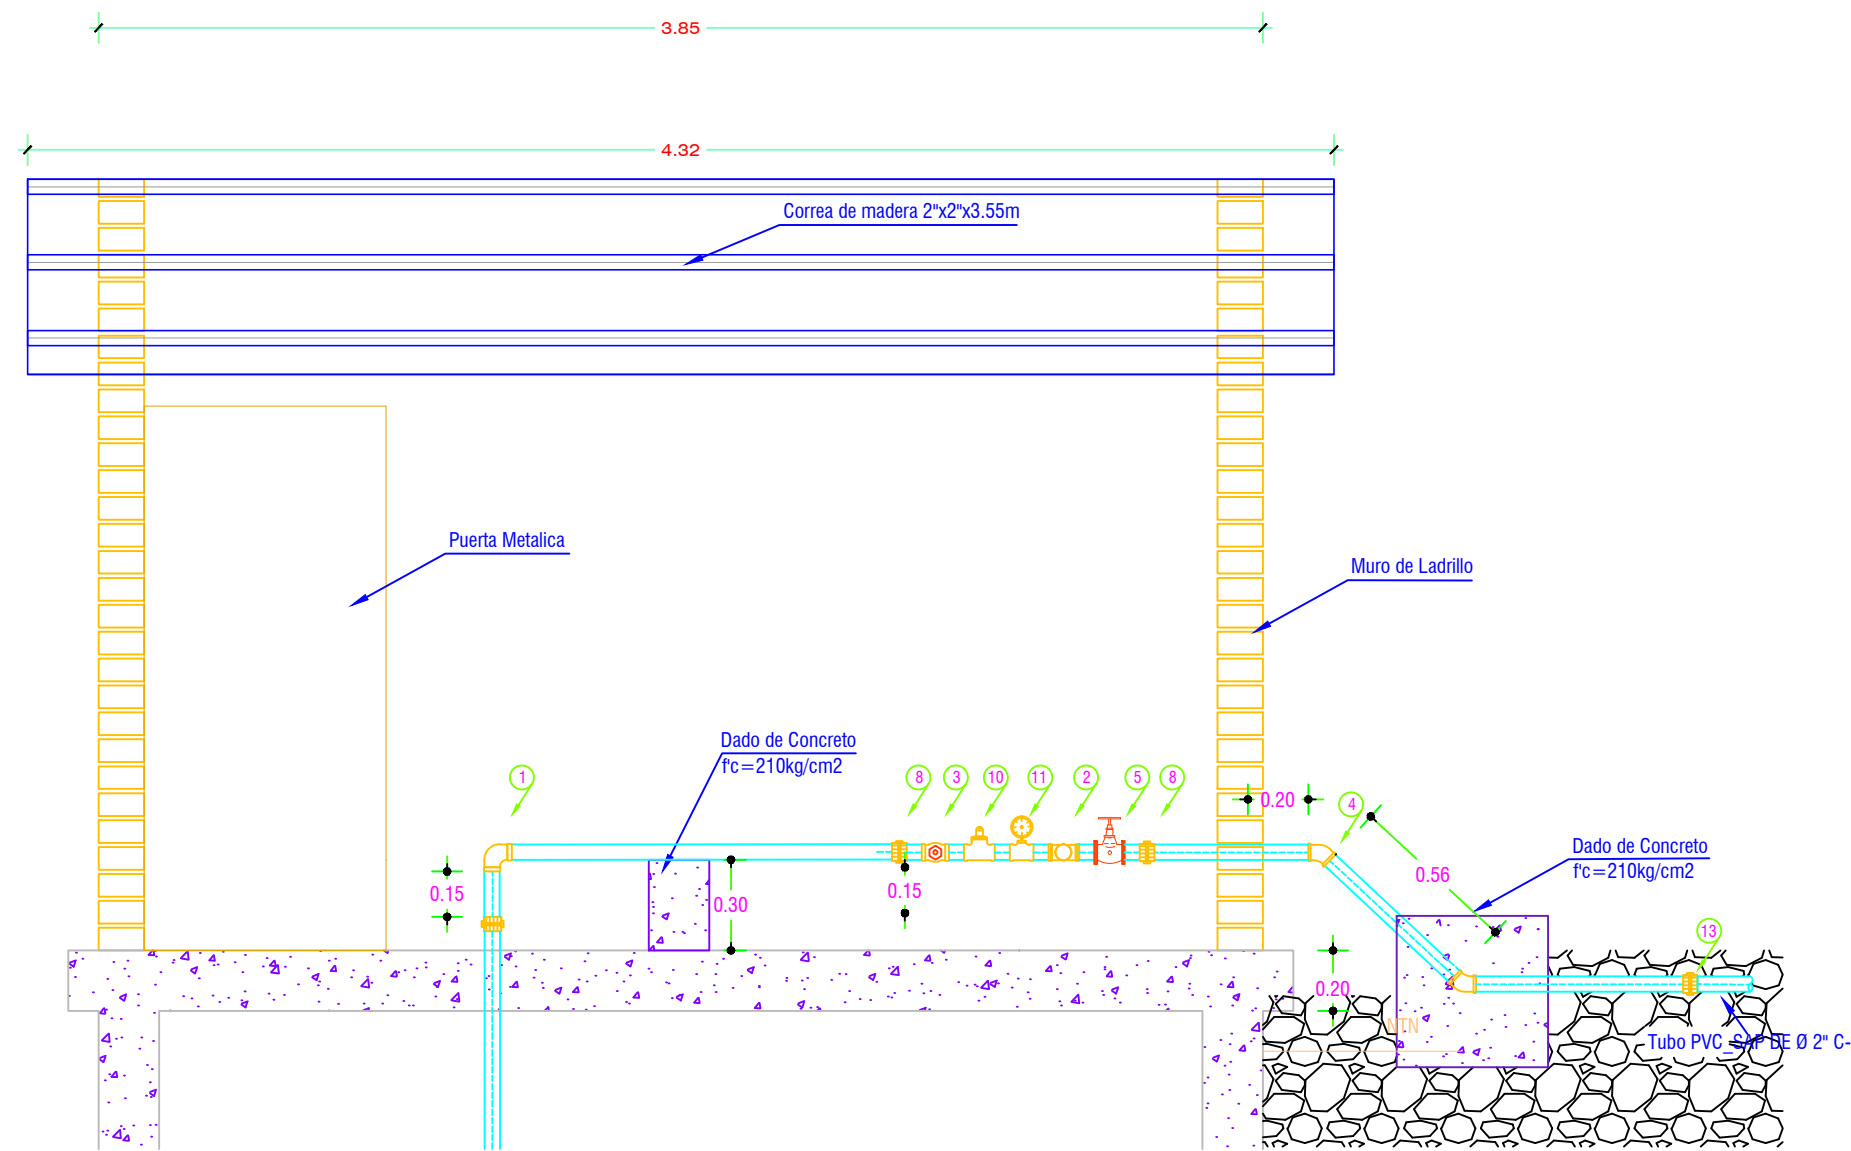 3.85
4.32
Correa de madera 2"x2"x3.55m
Puerta Metalica
Muro de Ladrillo
Dado de Concreto
f'c=210kg/cm2
1
8
3
10
11
2
5
8
0.20
4
0.56
Dado de Concreto
f'c=210kg/cm2
0.15
0.30
0.15
13
0.20
NTN
Tubo PVC_SAP DE Ø 2" C-